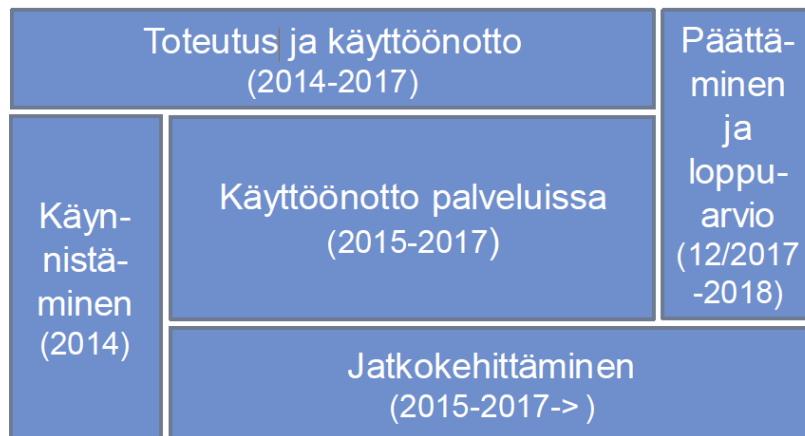 Toteutus ja käyttöönotto
(2014-2017)
Päättä-
minen
ja
loppu-
arvio
(12/2017
-2018)
Käyn-
nistä-
minen
(2014)
Käyttöönotto palveluissa
(2015-2017)
Jatkokehittäminen
(2015-2017-> )